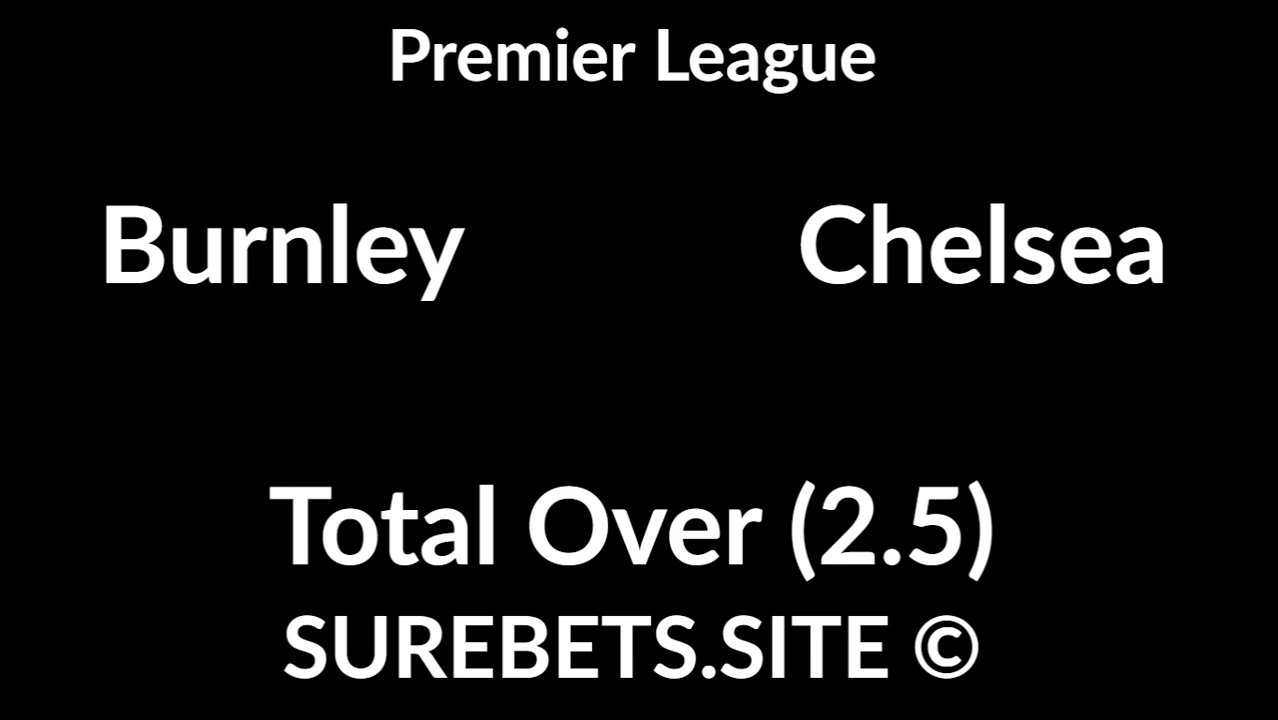 Premier League
Burnley Chelsea
Total Over (2.5)
SUREBETS.SITE ©